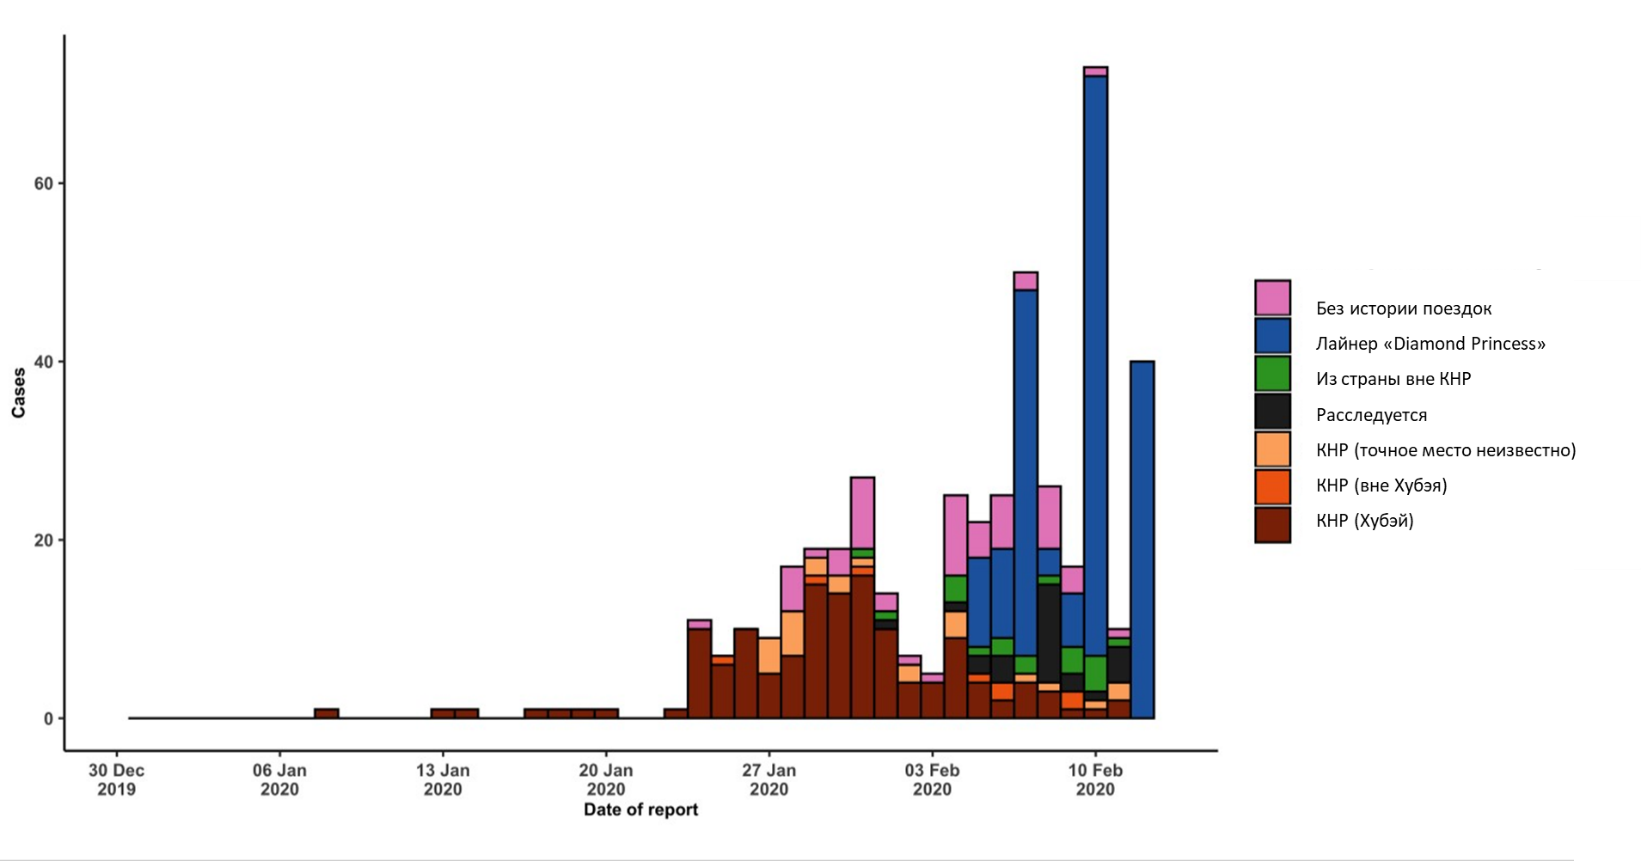 60
40
20
0
Cases
30 Dec
2019
06 Jan
2020
13 Jan
2020
20 Jan
2020
27 Jan
2020
03 Feb
2020
10 Feb
2020
Date of report
Без истории поездок
Лайнер «Diamond Princess»
Из страны вне КНР
Расследуется
КНР (точное место неизвестно)
КНР (вне Хубэя)
КНР (Хубэй)